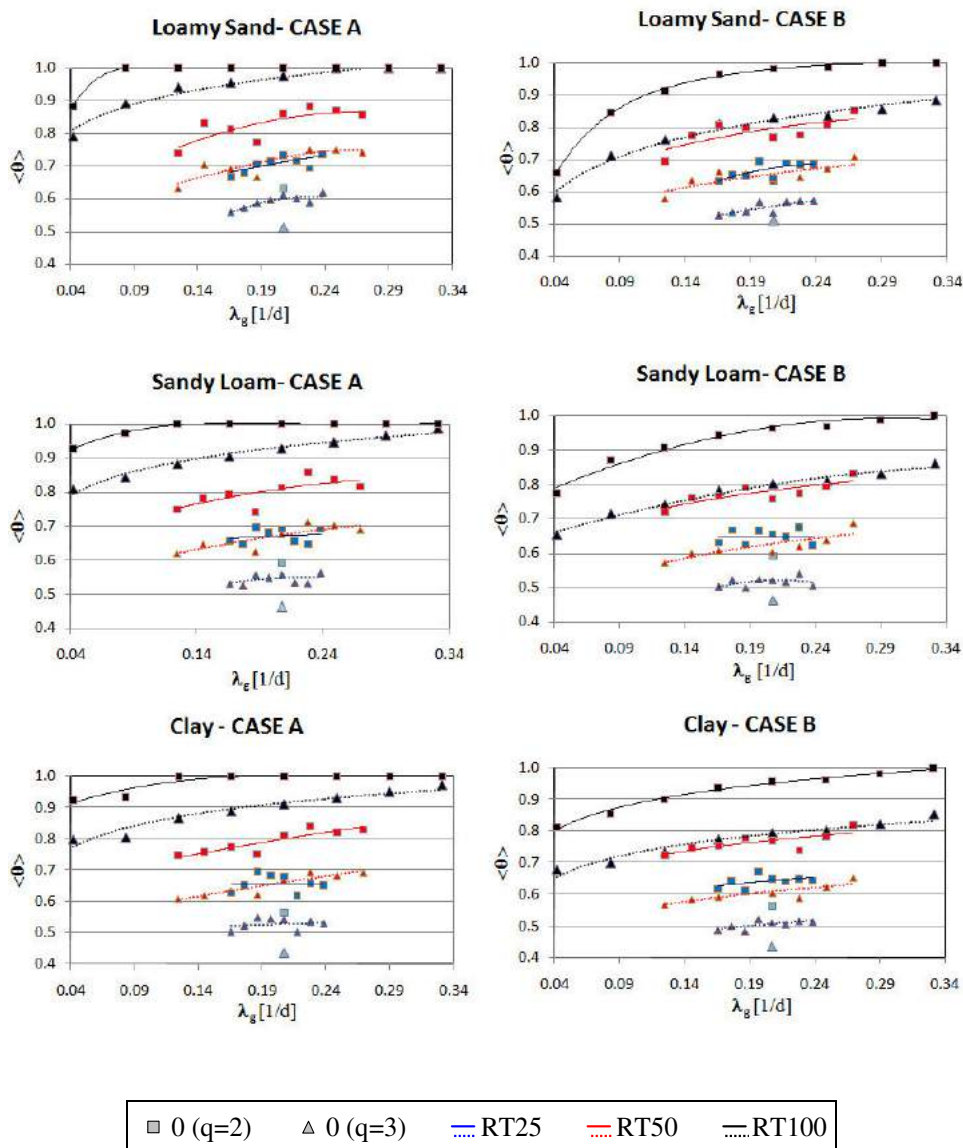 Loamy Sand- CASE A
1.0
0.9
0.8
0.7
0.6
0.5
0.4
<θ>
0.04 0.09 0.14 0.19 0.24 0.29 0.34
λg [1/d]
Loamy Sand- CASE B
1.0
0.9
0.8
0.7
0.6
0.5
0.4
<θ>
0.04 0.09 0.14 0.19 0.24 0.29 0.34
λg [1/d]
Sandy Loam- CASE A
1.0
0.9
0.8
0.7
0.6
0.5
0.4
<θ>
0.04 0.14 0.24 0.34
λg [1/d]
Sandy Loam- CASE B
1.0
0.9
0.8
0.7
0.6
0.5
0.4
<θ>
0.04 0.09 0.14 0.19 0.24 0.29 0.34
λg [1/d]
Clay - CASE A
1.0
0.9
0.8
0.7
0.6
0.5
0.4
<θ>
0.04 0.09 0.14 0.19 0.24 0.29 0.34
λg [1/d]
Clay - CASE B
1.0
0.9
0.8
0.7
0.6
0.5
0.4
<θ>
0.04 0.09 0.14 0.19 0.24 0.29 0.34
λg [1/d]
0 (q=2) 0 (q=3) RT25 RT50 RT100